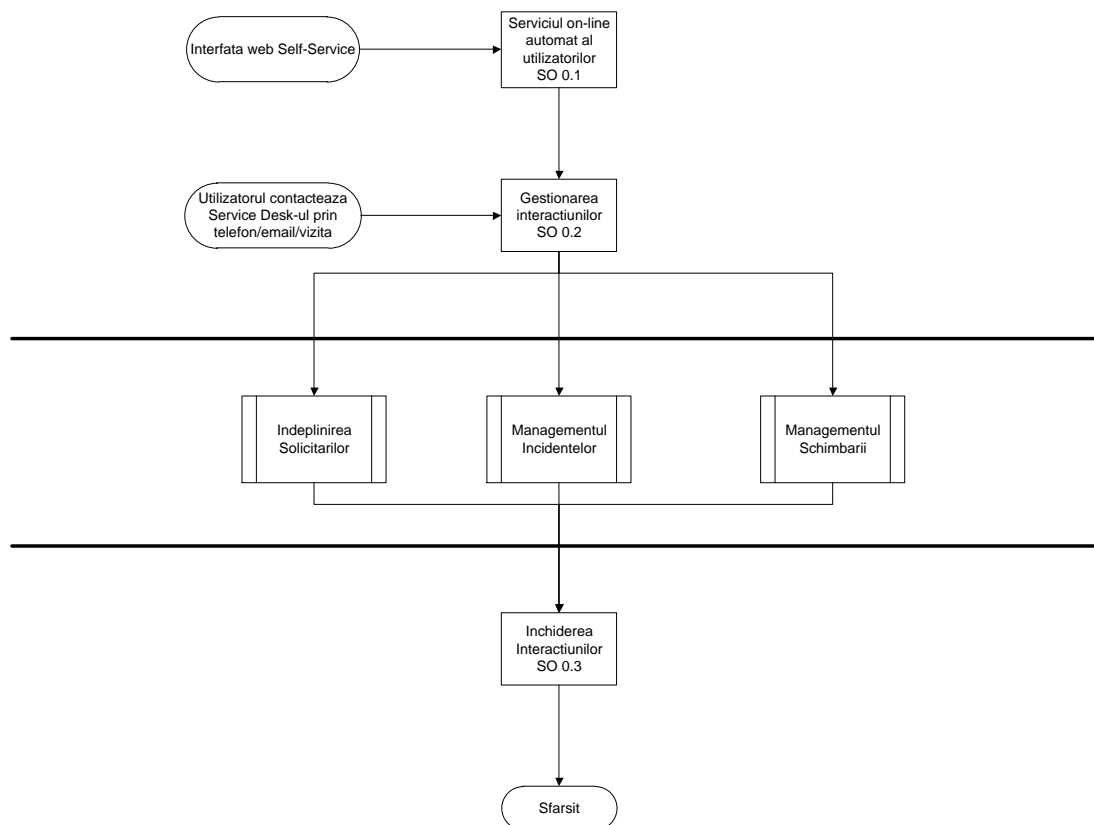 Interfata web Self-Service
Serviciul on-line
automat al
utilizatorilor
SO 0.1
Utilizatorul contacteaza
Service Desk-ul prin
telefon/email/vizita
Gestionarea
interactiunilor
SO 0.2
Indeplinirea
Solicitarilor
Managementul
Incidentelor
Managementul
Schimbarii
Inchiderea
Interactiunilor
SO 0.3
Sfarsit